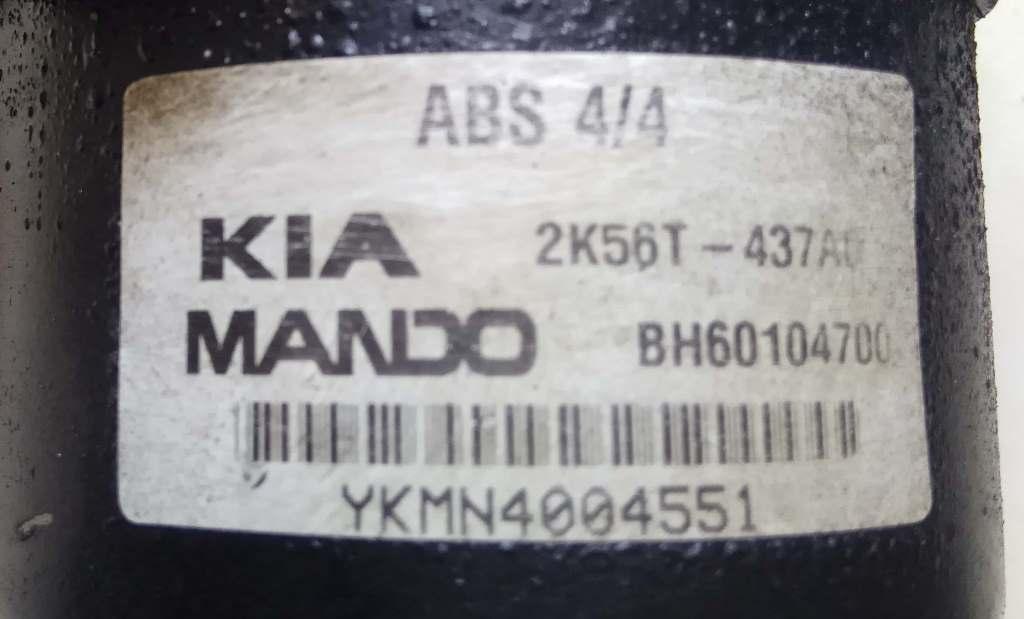 ABS 4/4
KIA 2K56T-437A0
MANDO BH60104700
YKMN4004551